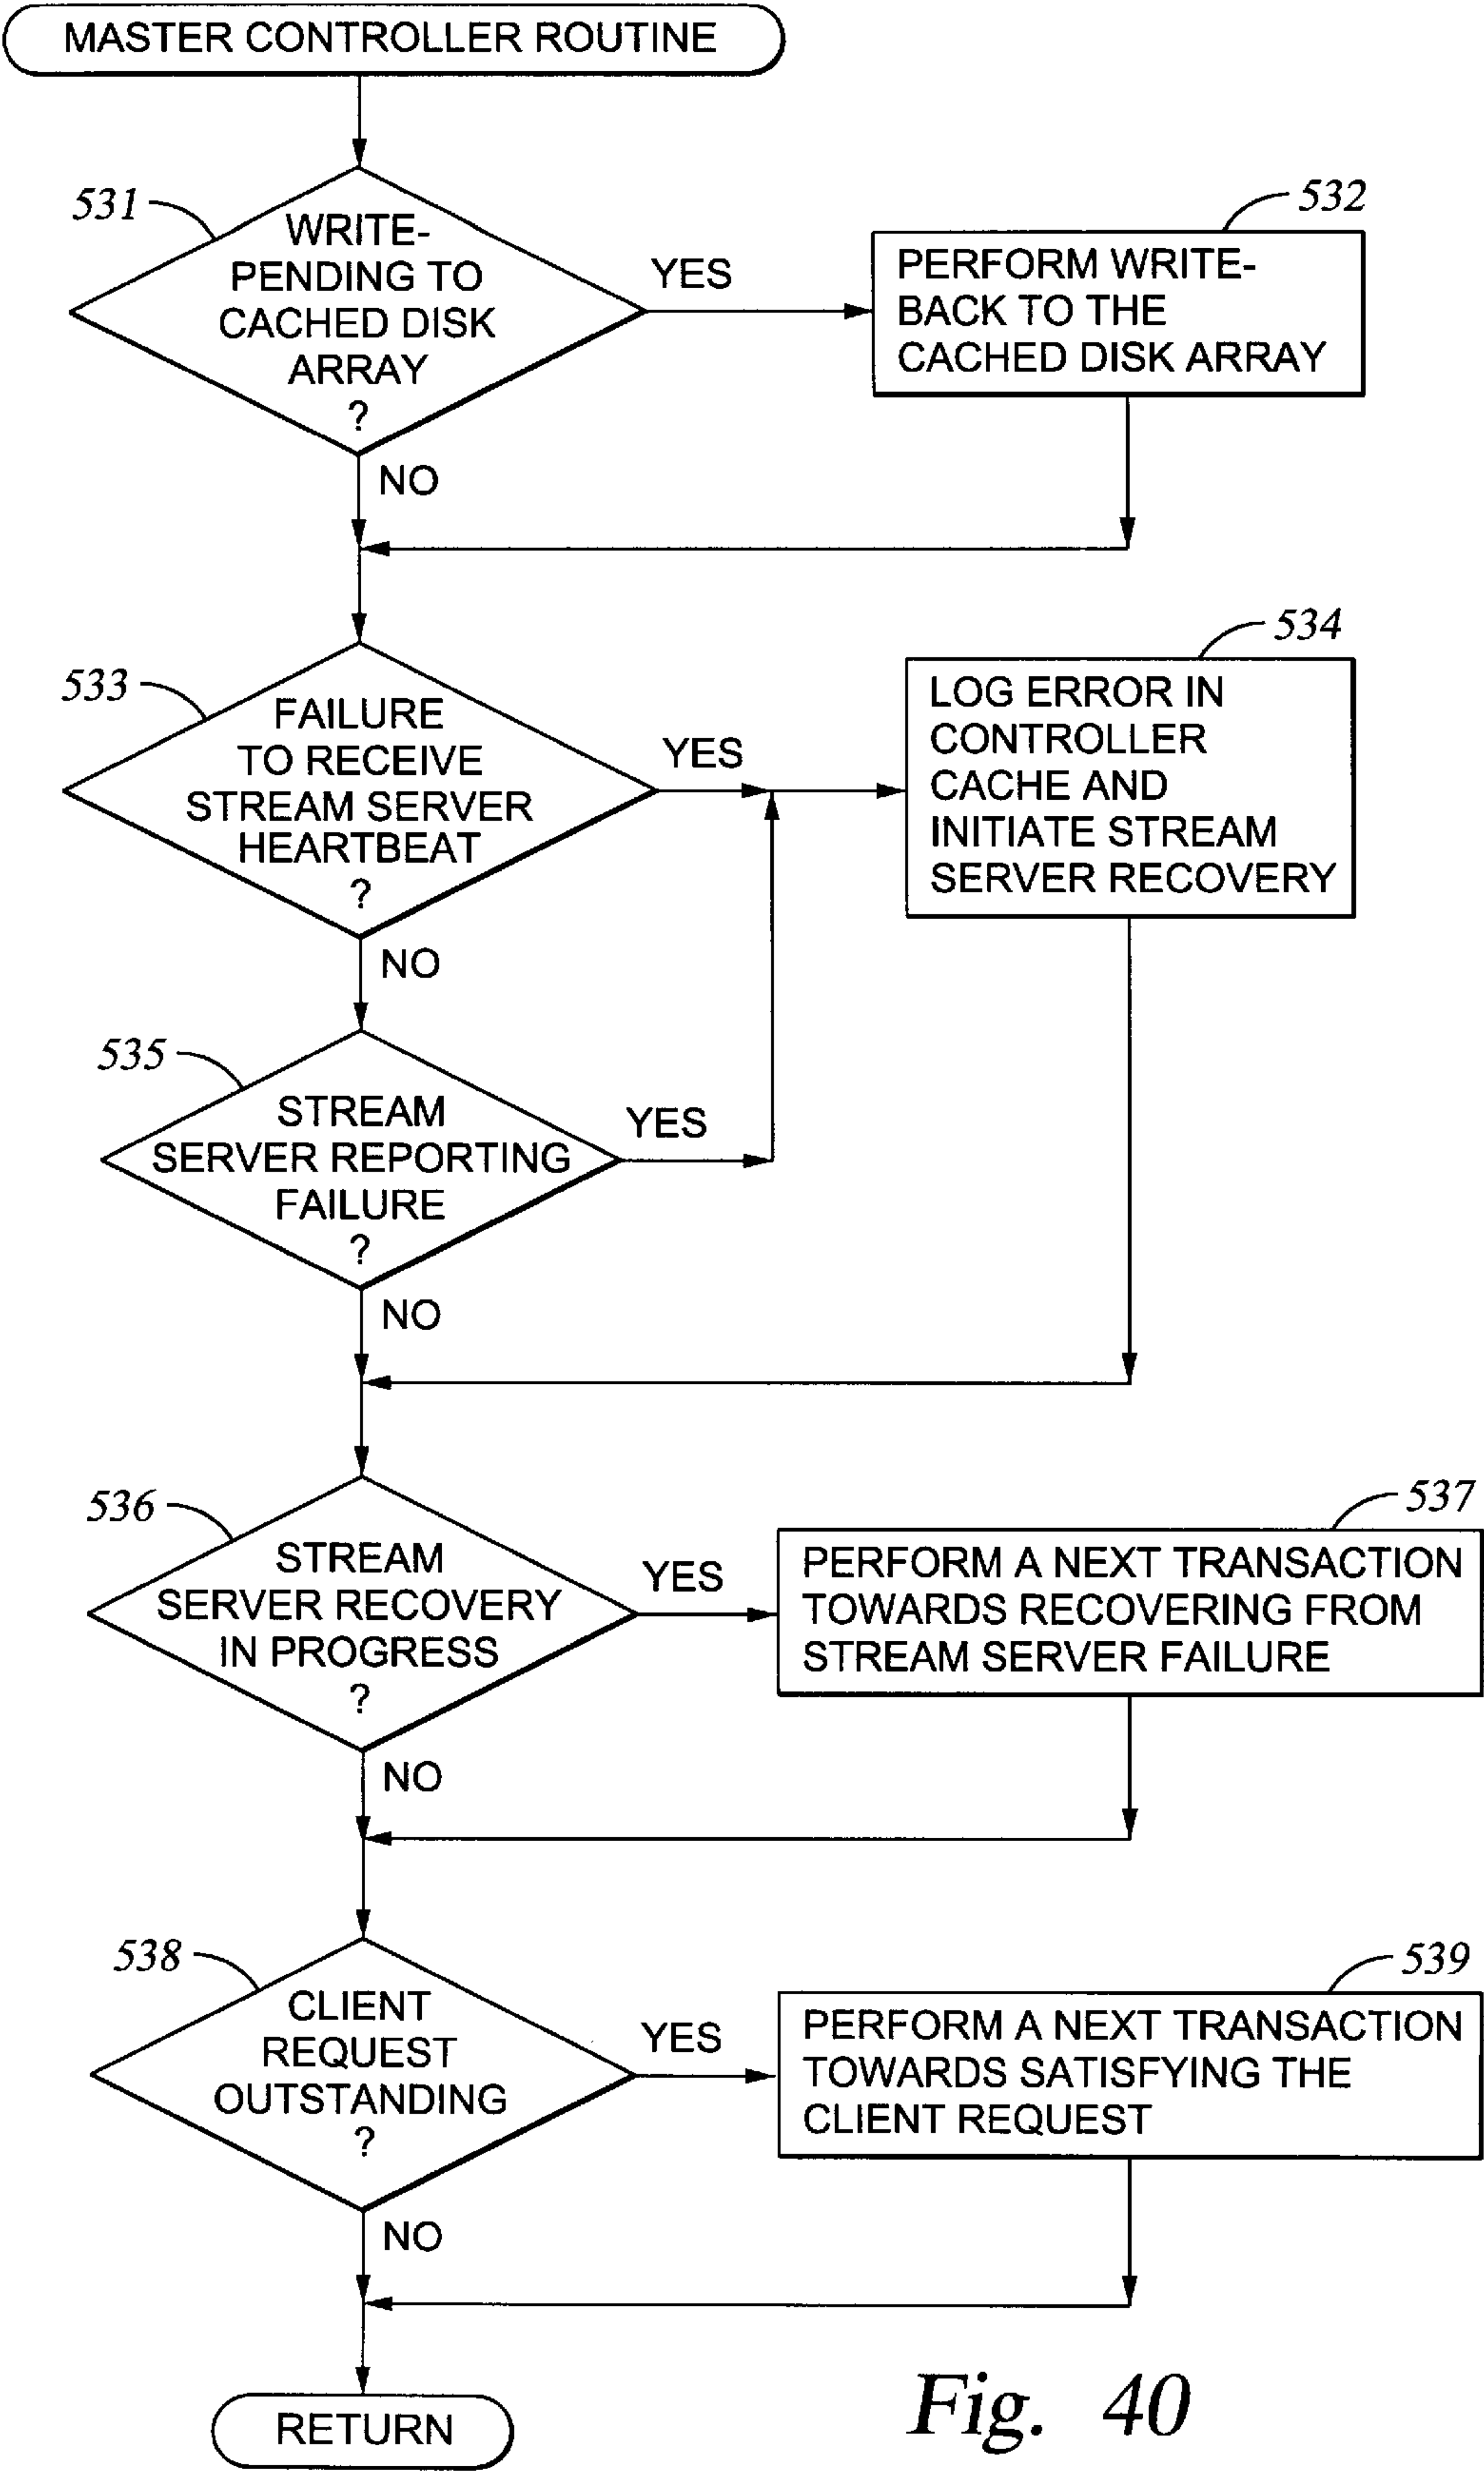 MASTER CONTROLLER ROUTINE
531
WRITE-
PENDING TO
CACHED DISK
ARRAY
?
YES
532
PERFORM WRITE-
BACK TO THE
CACHED DISK ARRAY
NO
533
FAILURE
TO RECEIVE
STREAM SERVER
HEARTBEAT
?
YES
534
LOG ERROR IN
CONTROLLER
CACHE AND
INITIATE STREAM
SERVER RECOVERY
NO
535
STREAM
SERVER REPORTING
FAILURE
?
YES
NO
536
STREAM
SERVER RECOVERY
IN PROGRESS
?
YES
537
PERFORM A NEXT TRANSACTION
TOWARDS RECOVERING FROM
STREAM SERVER FAILURE
NO
538
CLIENT
REQUEST
OUTSTANDING
?
YES
539
PERFORM A NEXT TRANSACTION
TOWARDS SATISFYING THE
CLIENT REQUEST
NO
RETURN
Fig. 40